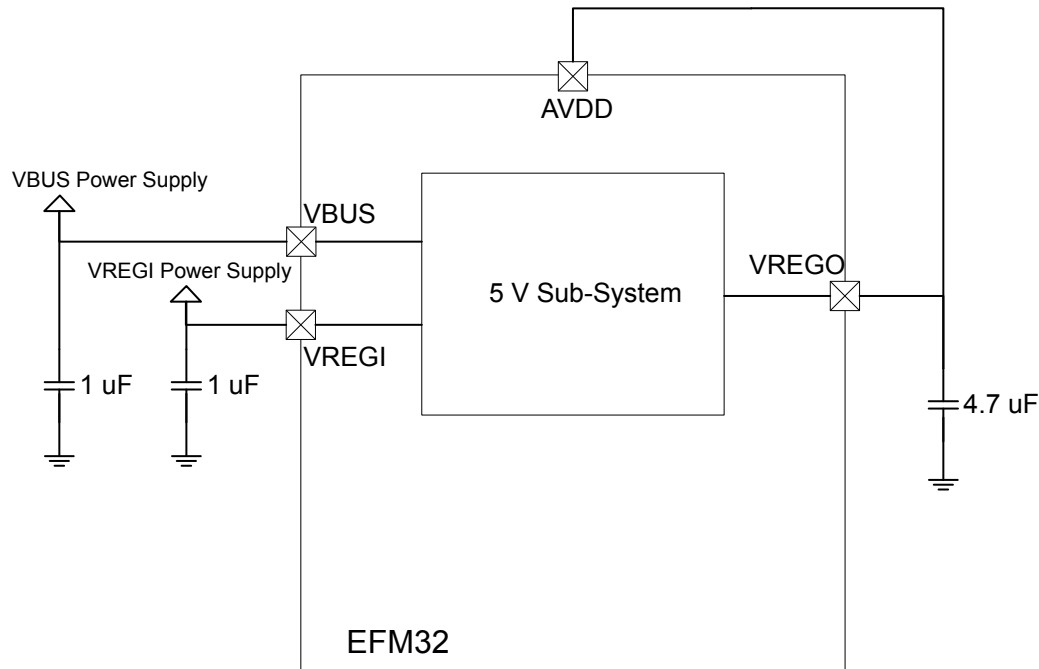 AVDD
VBUS Power Supply
VBUS
VREGI Power Supply
VREGO
5 V Sub-System
VREGI
1 uF
1 uF
4.7 uF
EFM32